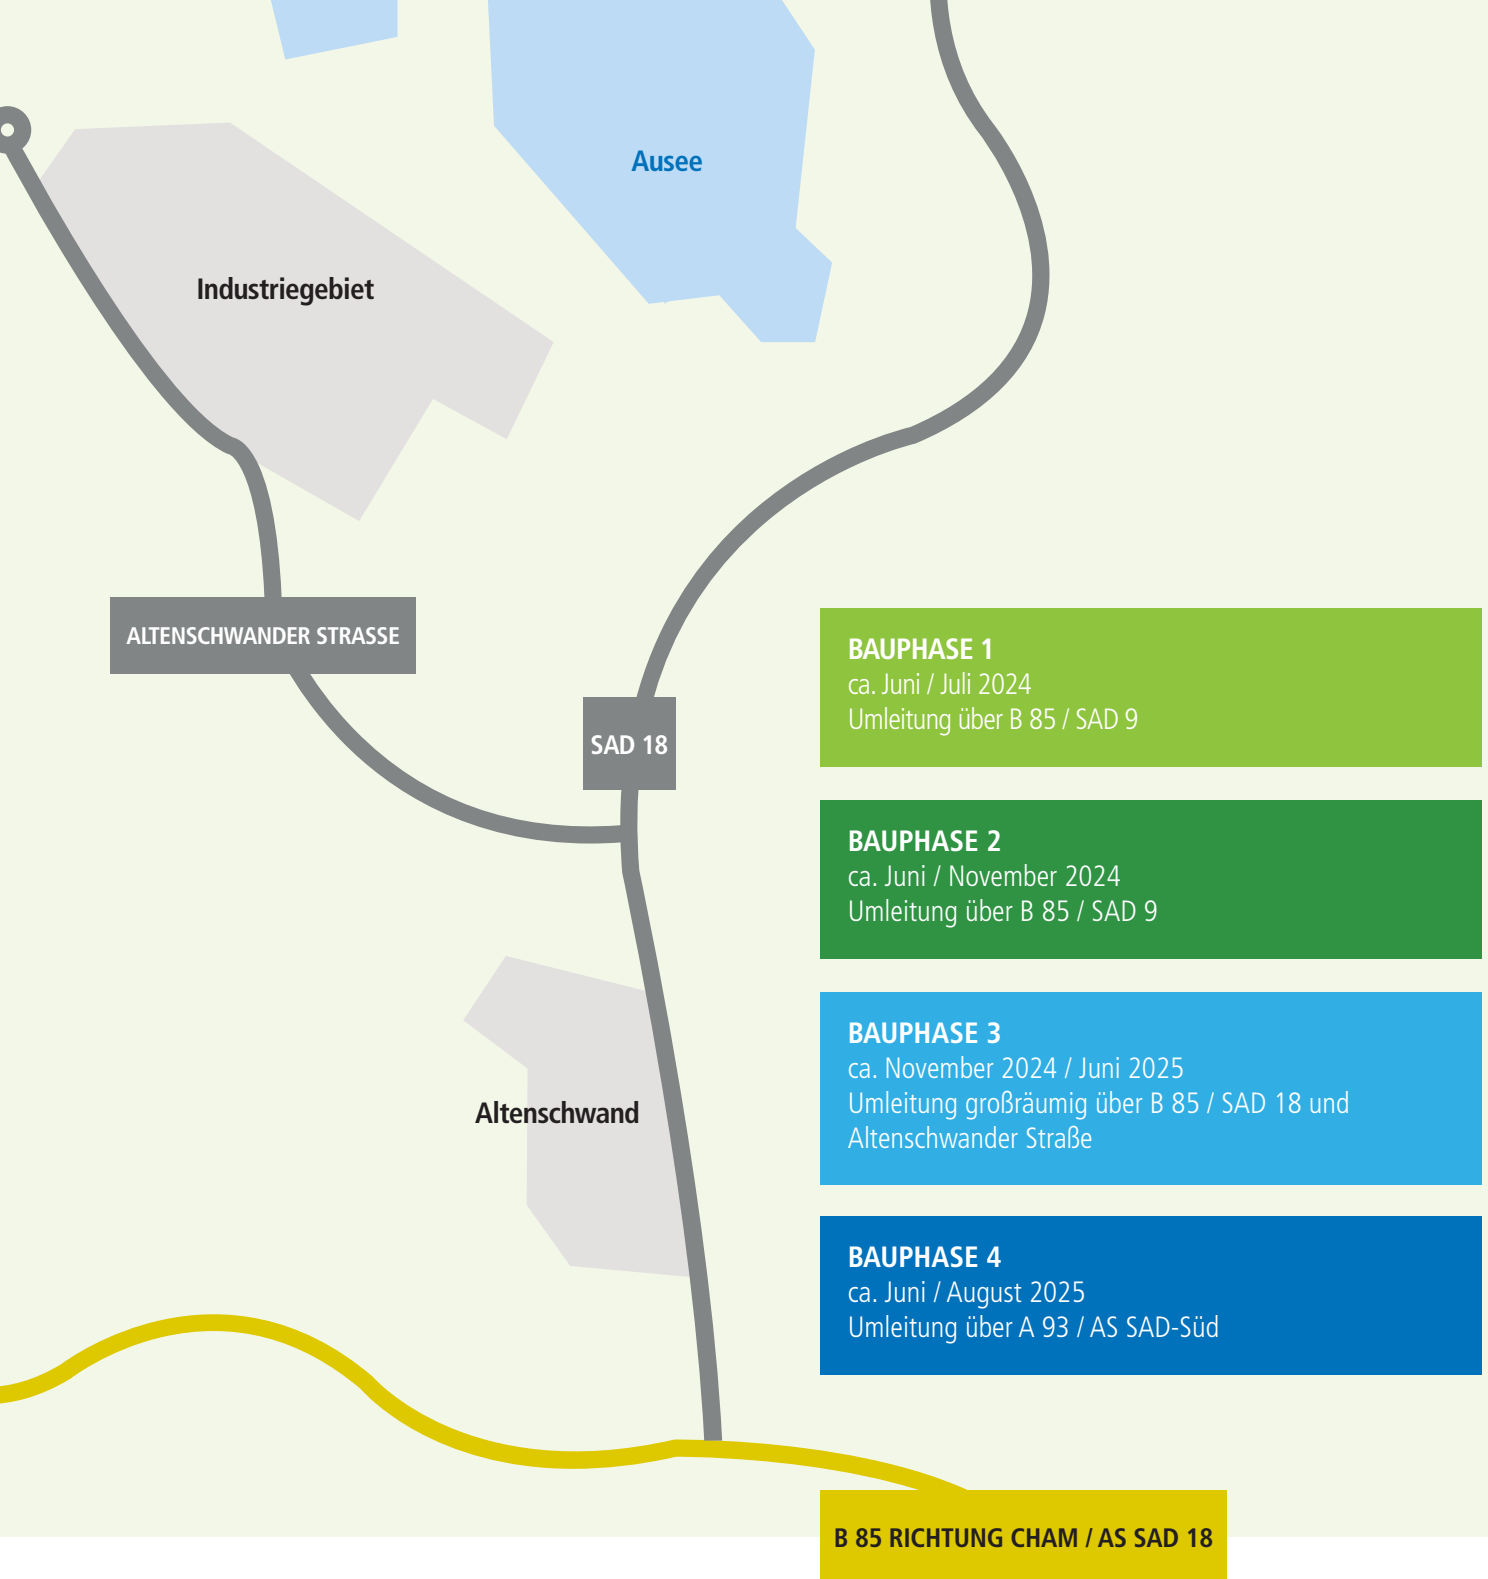 Ausee
Industriegebiet
ALTENSCHWANDER STRASSE
SAD 18
BAUPHASE 1
ca. Juni / Juli 2024
Umleitung über B 85 / SAD 9
BAUPHASE 2
ca. Juni / November 2024
Umleitung über B 85 / SAD 9
BAUPHASE 3
ca. November 2024 / Juni 2025
Umleitung großräumig über B 85 / SAD 18 und
Altenschwander Straße
Altenschwand
BAUPHASE 4
ca. Juni / August 2025
Umleitung über A 93 / AS SAD-Süd
B 85 RICHTUNG CHAM / AS SAD 18